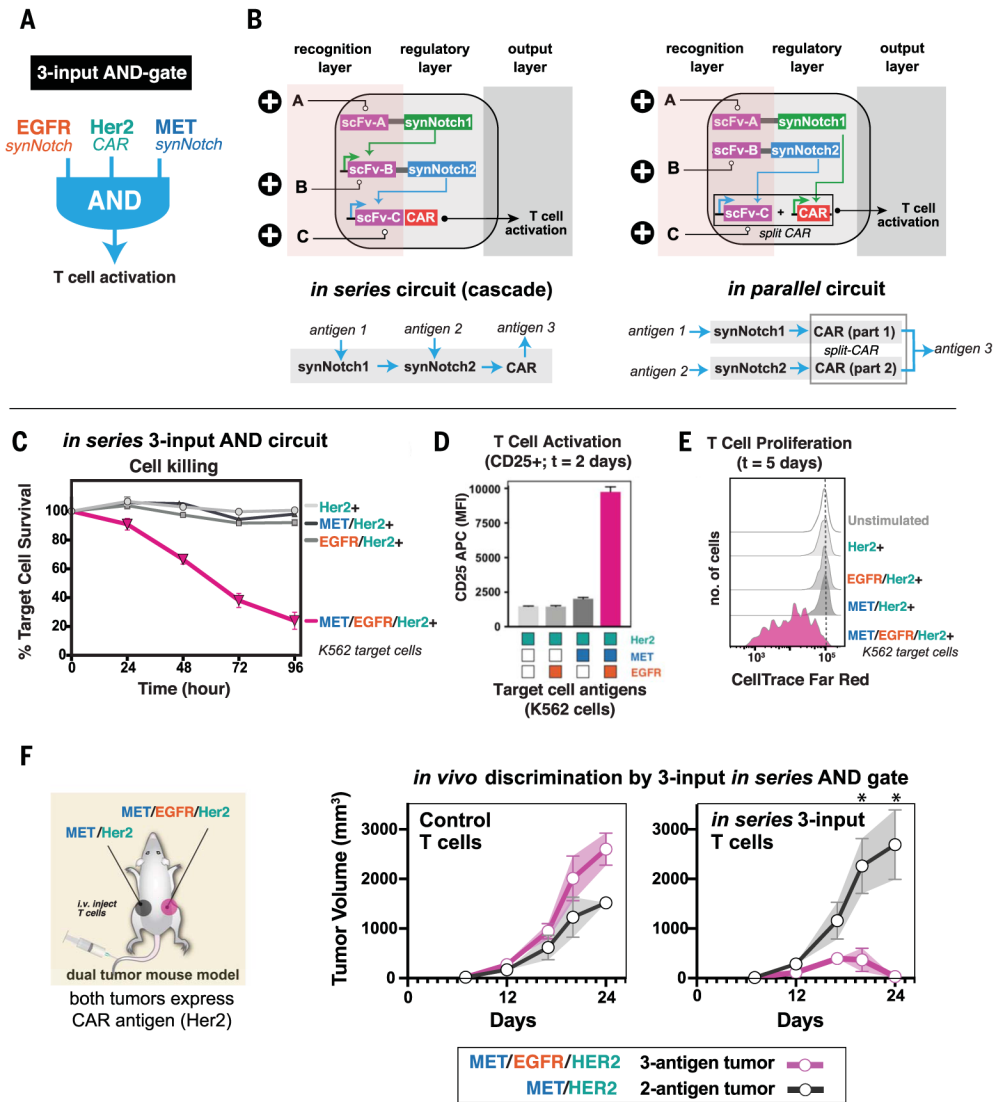 A
3-input AND-gate
EGFR Her2 MET
synNotch CAR synNotch
AND
T cell activation
B
recognition layer regulatory layer output layer
A
scFv-A synNotch1
scFv-B synNotch2
B
scFv-C CAR
C
T cell activation
in series circuit (cascade)
antigen 1 antigen 2 antigen 3
synNotch1 synNotch2 CAR
recognition layer regulatory layer output layer
A
scFv-A synNotch1
scFv-B synNotch2
B
scFv-C + CAR
C
split CAR
T cell activation
in parallel circuit
antigen 1 synNotch1 CAR (part 1)
split-CAR
antigen 3
antigen 2 synNotch2 CAR (part 2)
C
in series 3-input AND circuit
Cell killing
% Target Cell Survival
100
80
60
40
20
0
0 24 48 72 96
Time (hour)
Her2+
MET/Her2+
EGFR/Her2+
MET/EGFR/Her2+
K562 target cells
D
T Cell Activation
(CD25+; t = 2 days)
CD25 APC (MFI)
10000
7500
5000
2500
0
Her2
MET
EGFR
Target cell antigens
(K562 cells)
E
T Cell Proliferation
(t = 5 days)
no. of cells
Unstimulated
Her2+
EGFR/Her2+
MET/Her2+
MET/EGFR/Her2+
K562 target cells
10³ 10⁵
CellTrace Far Red
F
MET/EGFR/Her2
MET/Her2
i.v. inject
T cells
dual tumor mouse model
both tumors express
CAR antigen (Her2)
in vivo discrimination by 3-input in series AND gate
Tumor Volume (mm³)
Control
T cells
3000
2000
1000
0
0 12 24
Days
in series 3-input
T cells
* *
3000
2000
1000
0
0 12 24
Days
MET/EGFR/HER2 3-antigen tumor
MET/HER2 2-antigen tumor